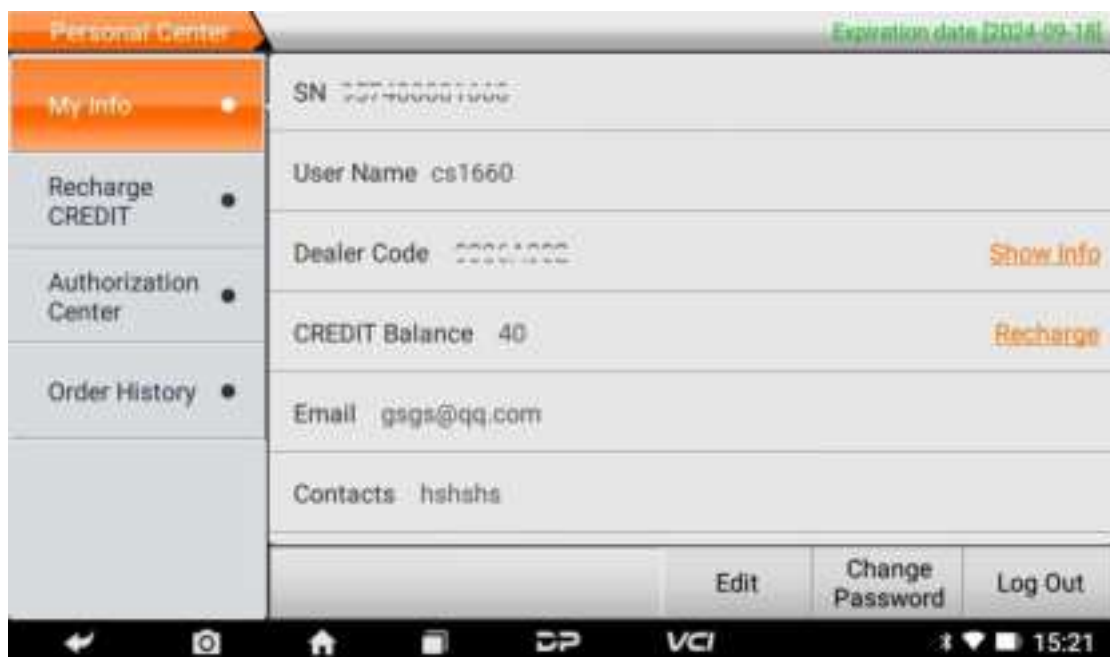 Personal Center
Expiration date [2024-09-18]
My Info
SN
Recharge
CREDIT
User Name cs1660
Dealer Code
Show Info
Authorization
Center
CREDIT Balance 40
Recharge
Order History
Email gsgs@qq.com
Contacts hshshs
Edit
Change
Password
Log Out
DP
VCI
15:21